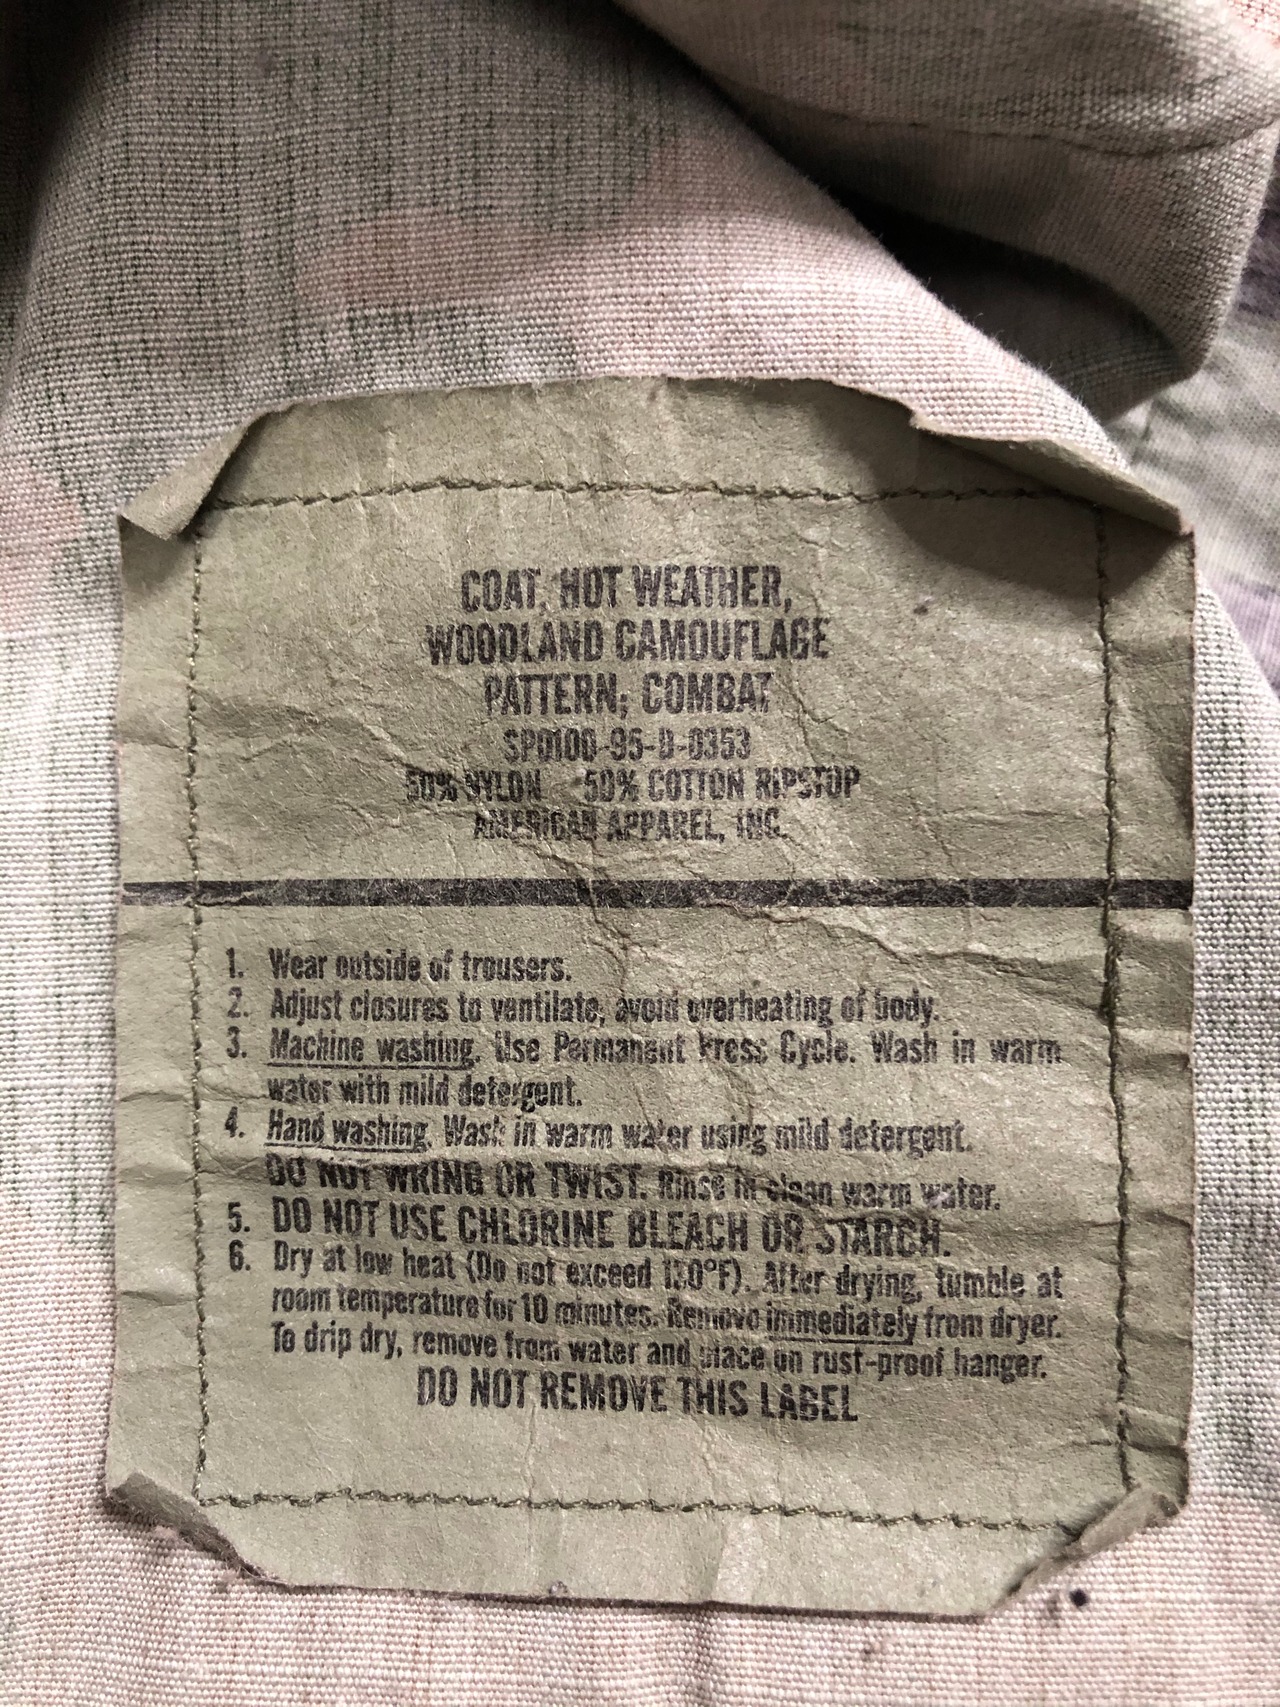 COAT, HOT WEATHER,
WOODLAND CAMOUFLAGE
PATTERN; COMBAT
SP0100-95-D-0353
50% NYLON 50% COTTON RIPSTOP
AMERICAN APPAREL, INC.
1. Wear outside of trousers.
2. Adjust closures to ventilate, avoid overheating of body.
3. Machine washing. Use Permanent Press Cycle. Wash in warm
water with mild detergent.
4. Hand washing. Wash in warm water using mild detergent.
DO NOT WRING OR TWIST. Rinse in clean warm water.
5. DO NOT USE CHLORINE BLEACH OR STARCH.
6. Dry at low heat (Do not exceed 130°F). After drying, tumble at
room temperature for 10 minutes. Remove immediately from dryer.
To drip dry, remove from water and place on rust-proof hanger.
DO NOT REMOVE THIS LABEL